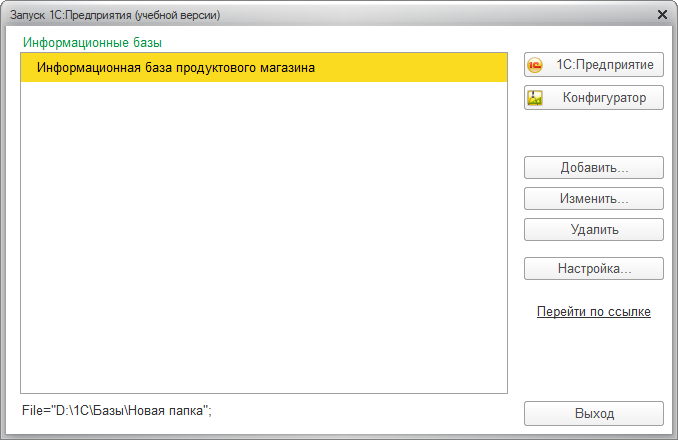 Запуск 1С:Предприятия (учебной версии)
Информационные базы
Информационная база продуктового магазина
1С:Предприятие
Конфигуратор
Добавить...
Изменить...
Удалить
Настройка...
Перейти по ссылке
File="D:\1С\Базы\Новая папка";
Выход